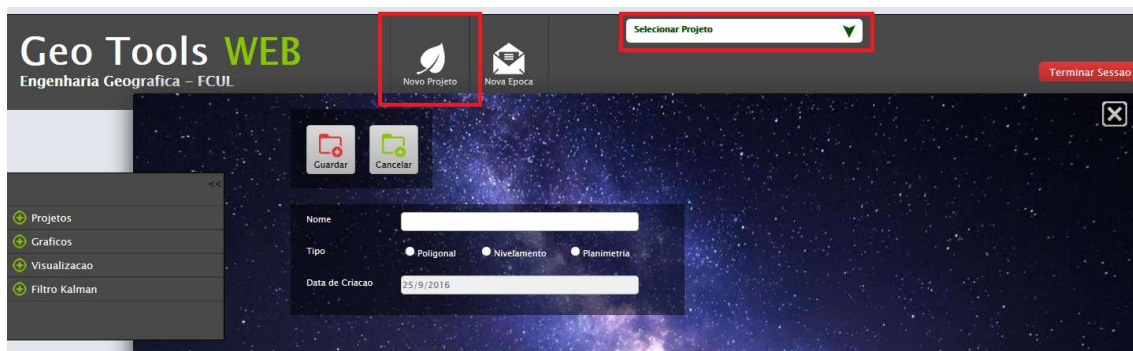 Geo Tools WEB
Engenharia Geografica – FCUL
Novo Projeto
Nova Epoca
Selecionar Projeto
Terminar Sessao
Guardar
Cancelar
<<
Projetos
Graficos
Visualizacao
Filtro Kalman
Nome
Tipo
Poligonal Nivelamento Planimetria
Data de Criacao
25/9/2016